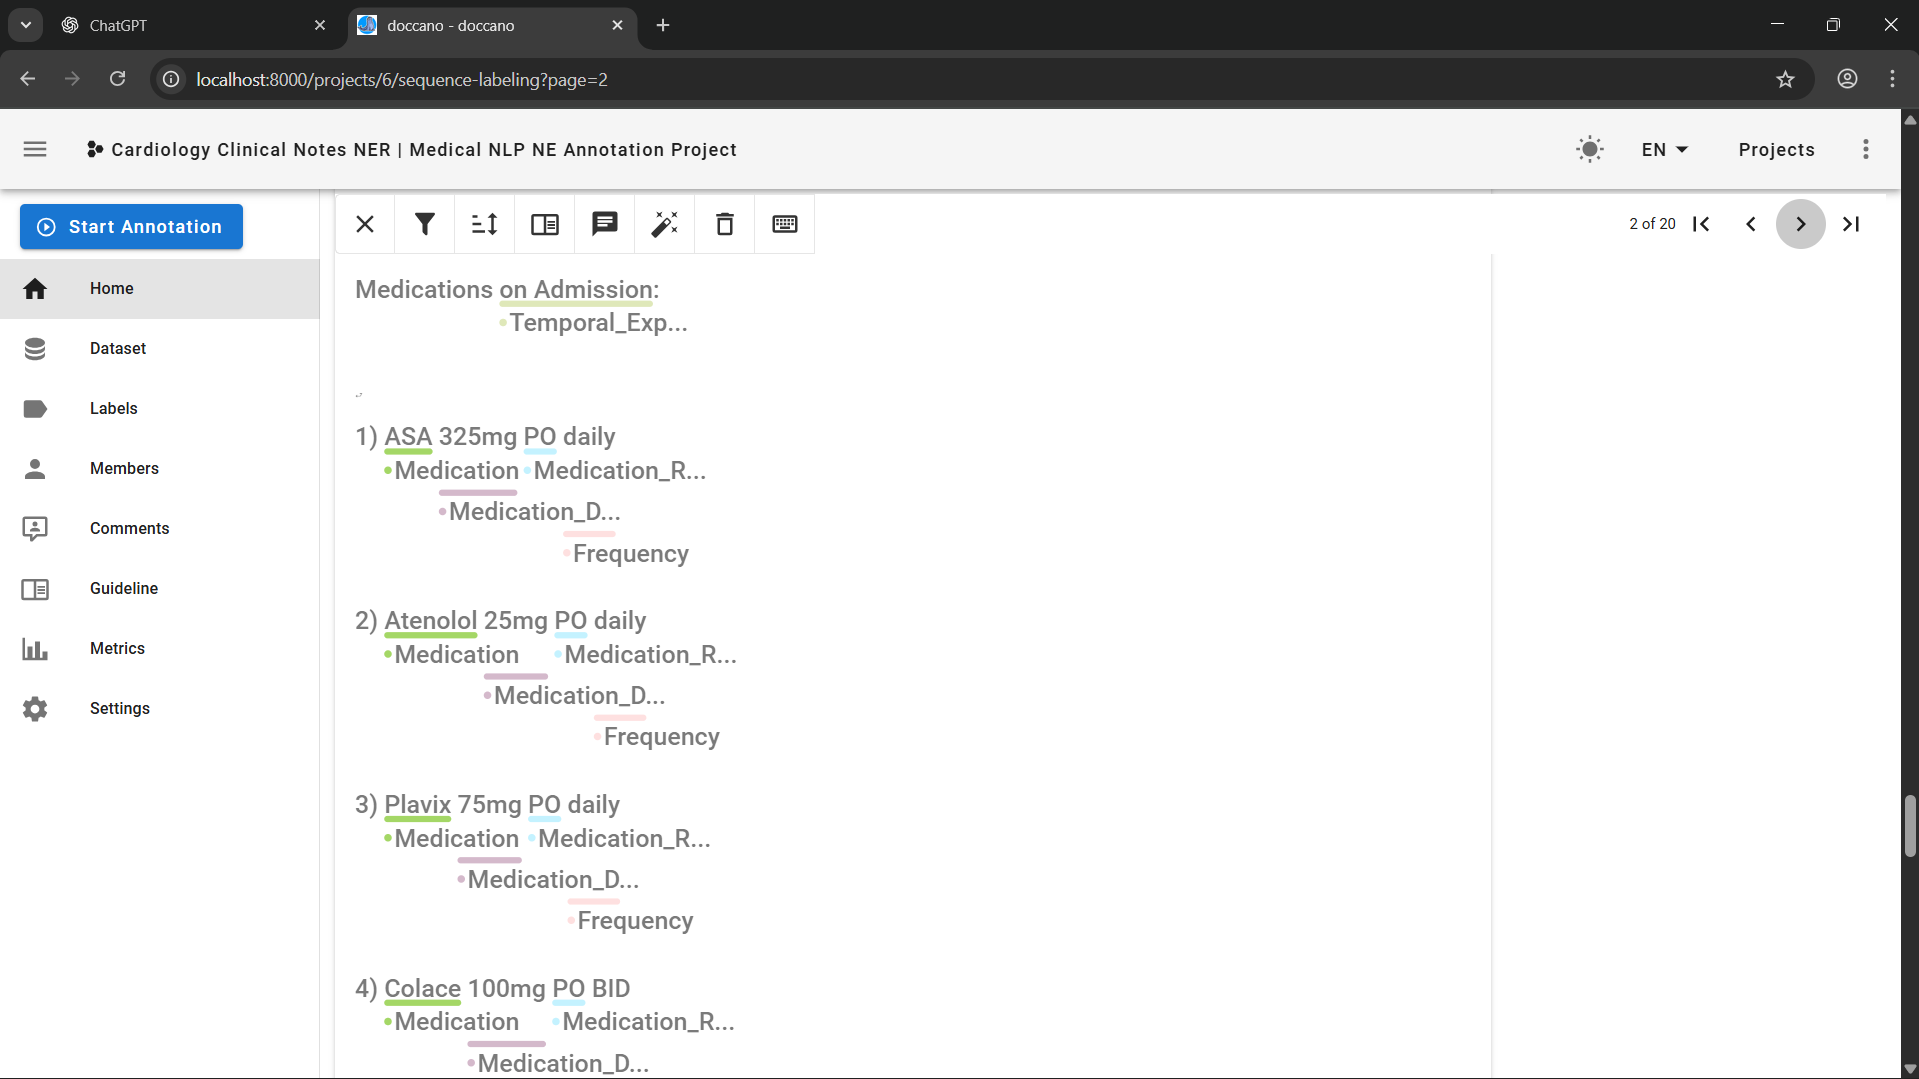 ChatGPT
doccano - doccano
localhost:8000/projects/6/sequence-labeling?page=2
Cardiology Clinical Notes NER | Medical NLP NE Annotation Project
EN
Projects
Start Annotation
Home
Dataset
Labels
Members
Comments
Guideline
Metrics
Settings
2 of 20
Medications on Admission:
Temporal_Exp...
1) ASA 325mg PO daily
Medication Medication_R...
Medication_D...
Frequency
2) Atenolol 25mg PO daily
Medication Medication_R...
Medication_D...
Frequency
3) Plavix 75mg PO daily
Medication Medication_R...
Medication_D...
Frequency
4) Colace 100mg PO BID
Medication Medication_R...
Medication_D...